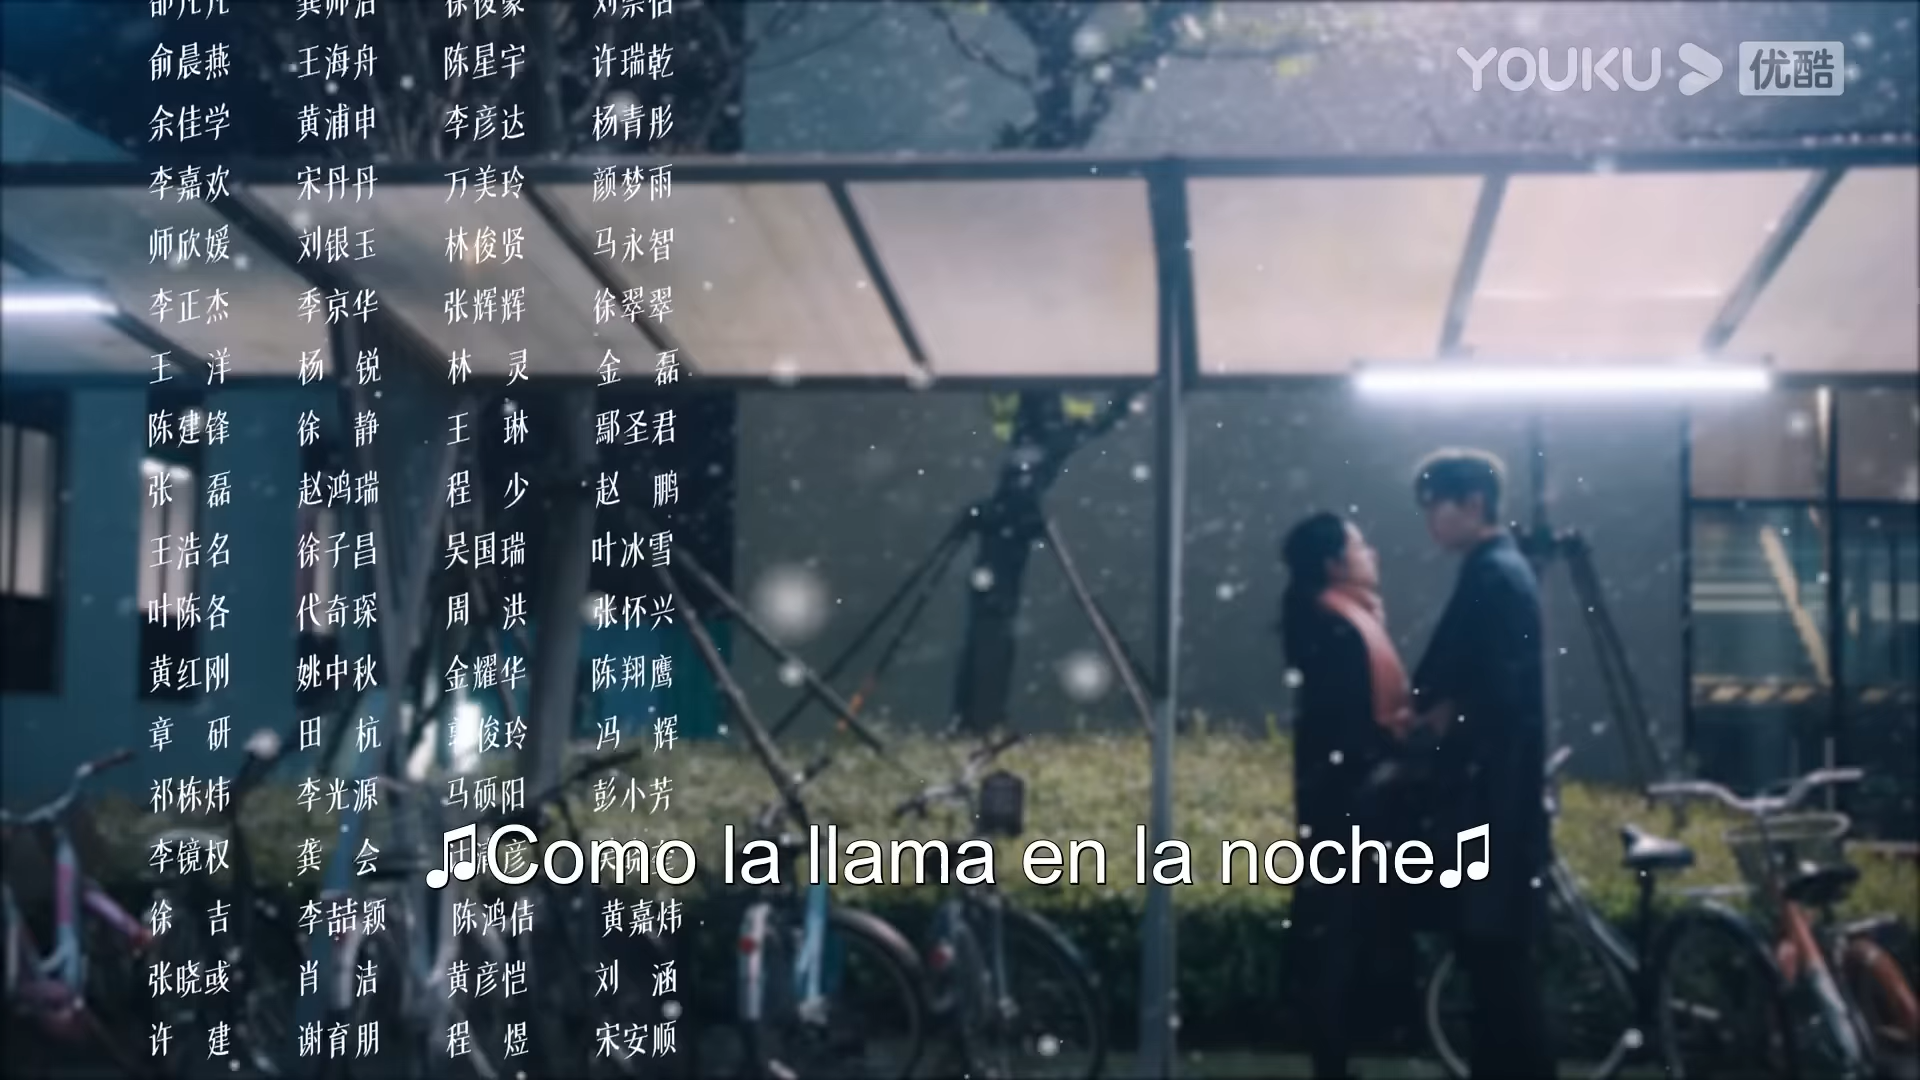 YOUKU 优酷
俞晨燕 王海舟 陈星宇 许瑞乾
余佳学 黄浦申 李彦达 杨青彤
李嘉欢 宋丹丹 万美玲 颜梦雨
师欣媛 刘银玉 林俊贤 马永智
李正杰 季京华 张辉辉 徐翠翠
王 洋 杨 锐 林 灵 金 磊
陈建锋 徐 静 王 琳 鄢圣君
张 磊 赵鸿瑞 程 少 赵 鹏
王浩名 徐子昌 吴国瑞 叶冰雪
叶陈各 代奇琛 周 洪 张怀兴
黄红刚 姚中秋 金耀华 陈翔鹰
章 研 田 杭 郭俊玲 冯 辉
祁栋炜 李光源 马硕阳 彭小芳
李镜权 龚 会
♫Como la llama en la noche♫
徐 吉 李喆颖 陈鸿佶 黄嘉炜
张晓彧 肖 洁 黄彦恺 刘 涵
许 建 谢育朋 程 煜 宋安顺